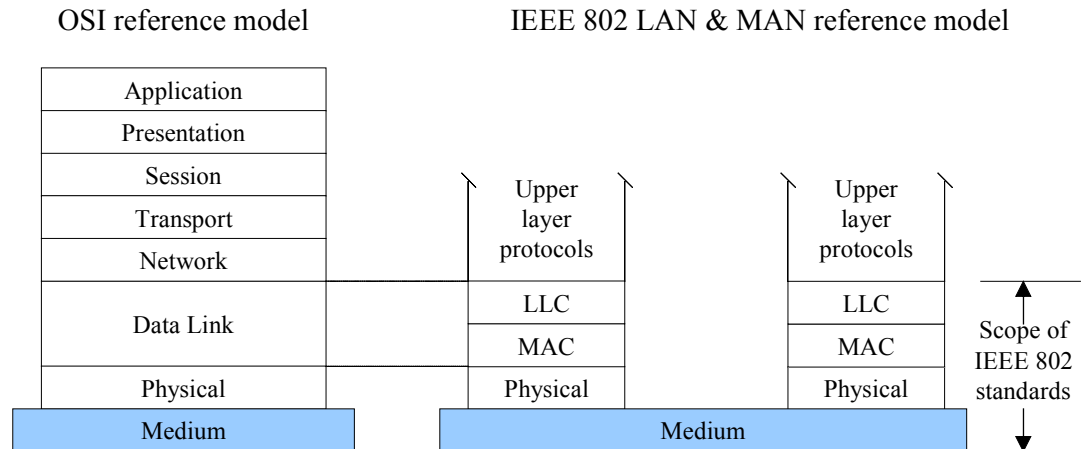 OSI reference model
IEEE 802 LAN & MAN reference model
Application
Presentation
Session
Transport
Network
Data Link
Physical
Medium
Upper
layer
protocols
LLC
MAC
Physical
Upper
layer
protocols
LLC
MAC
Physical
Medium
Scope of
IEEE 802
standards